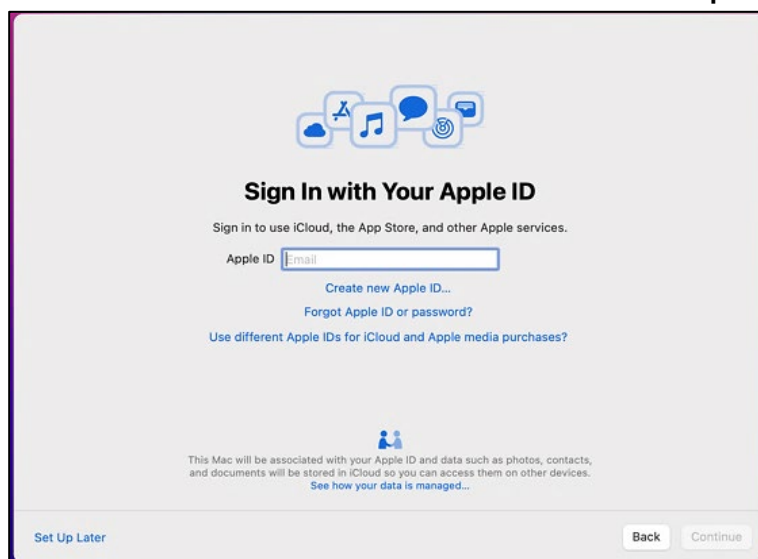 Sign In with Your Apple ID
Sign in to use iCloud, the App Store, and other Apple services.
Apple ID Email
Create new Apple ID...
Forgot Apple ID or password?
Use different Apple IDs for iCloud and Apple media purchases?
This Mac will be associated with your Apple ID and data such as photos, contacts,
and documents will be stored in iCloud so you can access them on other devices.
See how your data is managed...
Set Up Later Back Continue